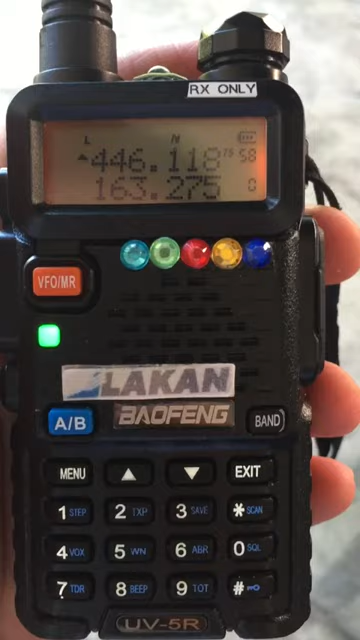 RX ONLY
L N
446.118 75 58
163.275 0
VFO/MR
LAKAN
A/B BAOFENG BAND
MENU ▲ ▼ EXIT
1 STEP 2 TXP 3 SAVE * SCAN
4 VOX 5 WN 6 ABR 0 SQL
7 TDR 8 BEEP 9 TOT #
UV-5R